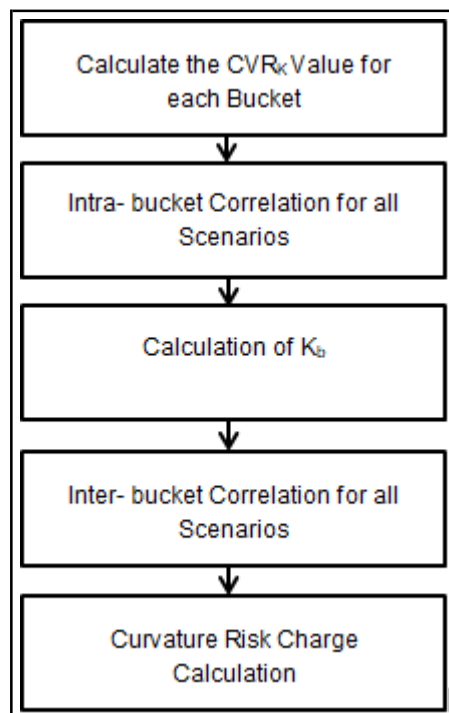 Calculate the CVRK Value for
each Bucket
Intra- bucket Correlation for all
Scenarios
Calculation of Kb
Inter- bucket Correlation for all
Scenarios
Curvature Risk Charge
Calculation